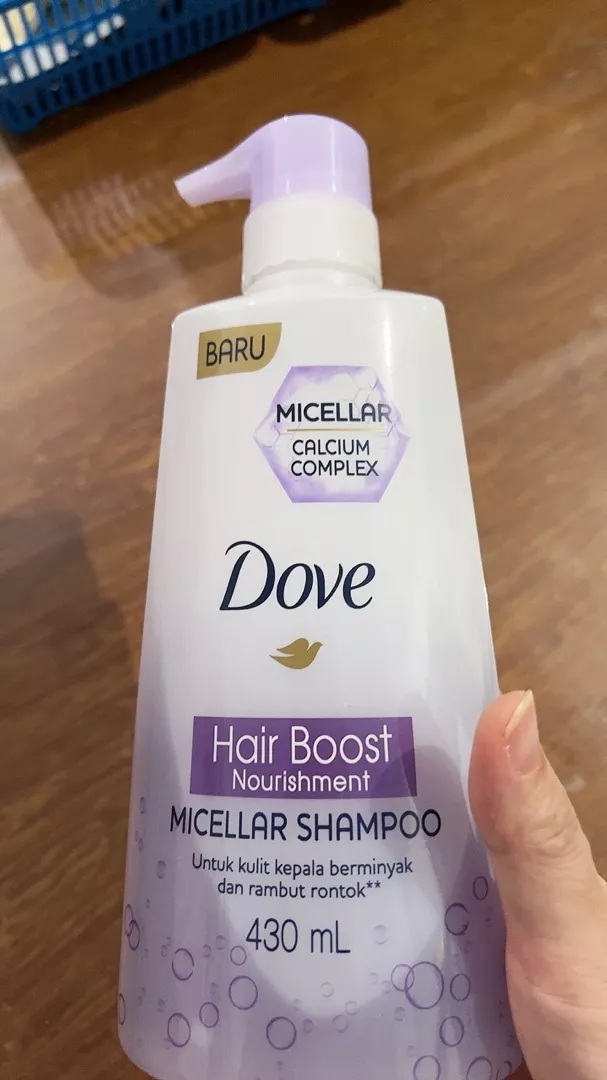 BARU
MICELLAR
CALCIUM
COMPLEX
Dove
Hair Boost
Nourishment
MICELLAR SHAMPOO
Untuk kulit kepala berminyak
dan rambut rontok**
430 mL